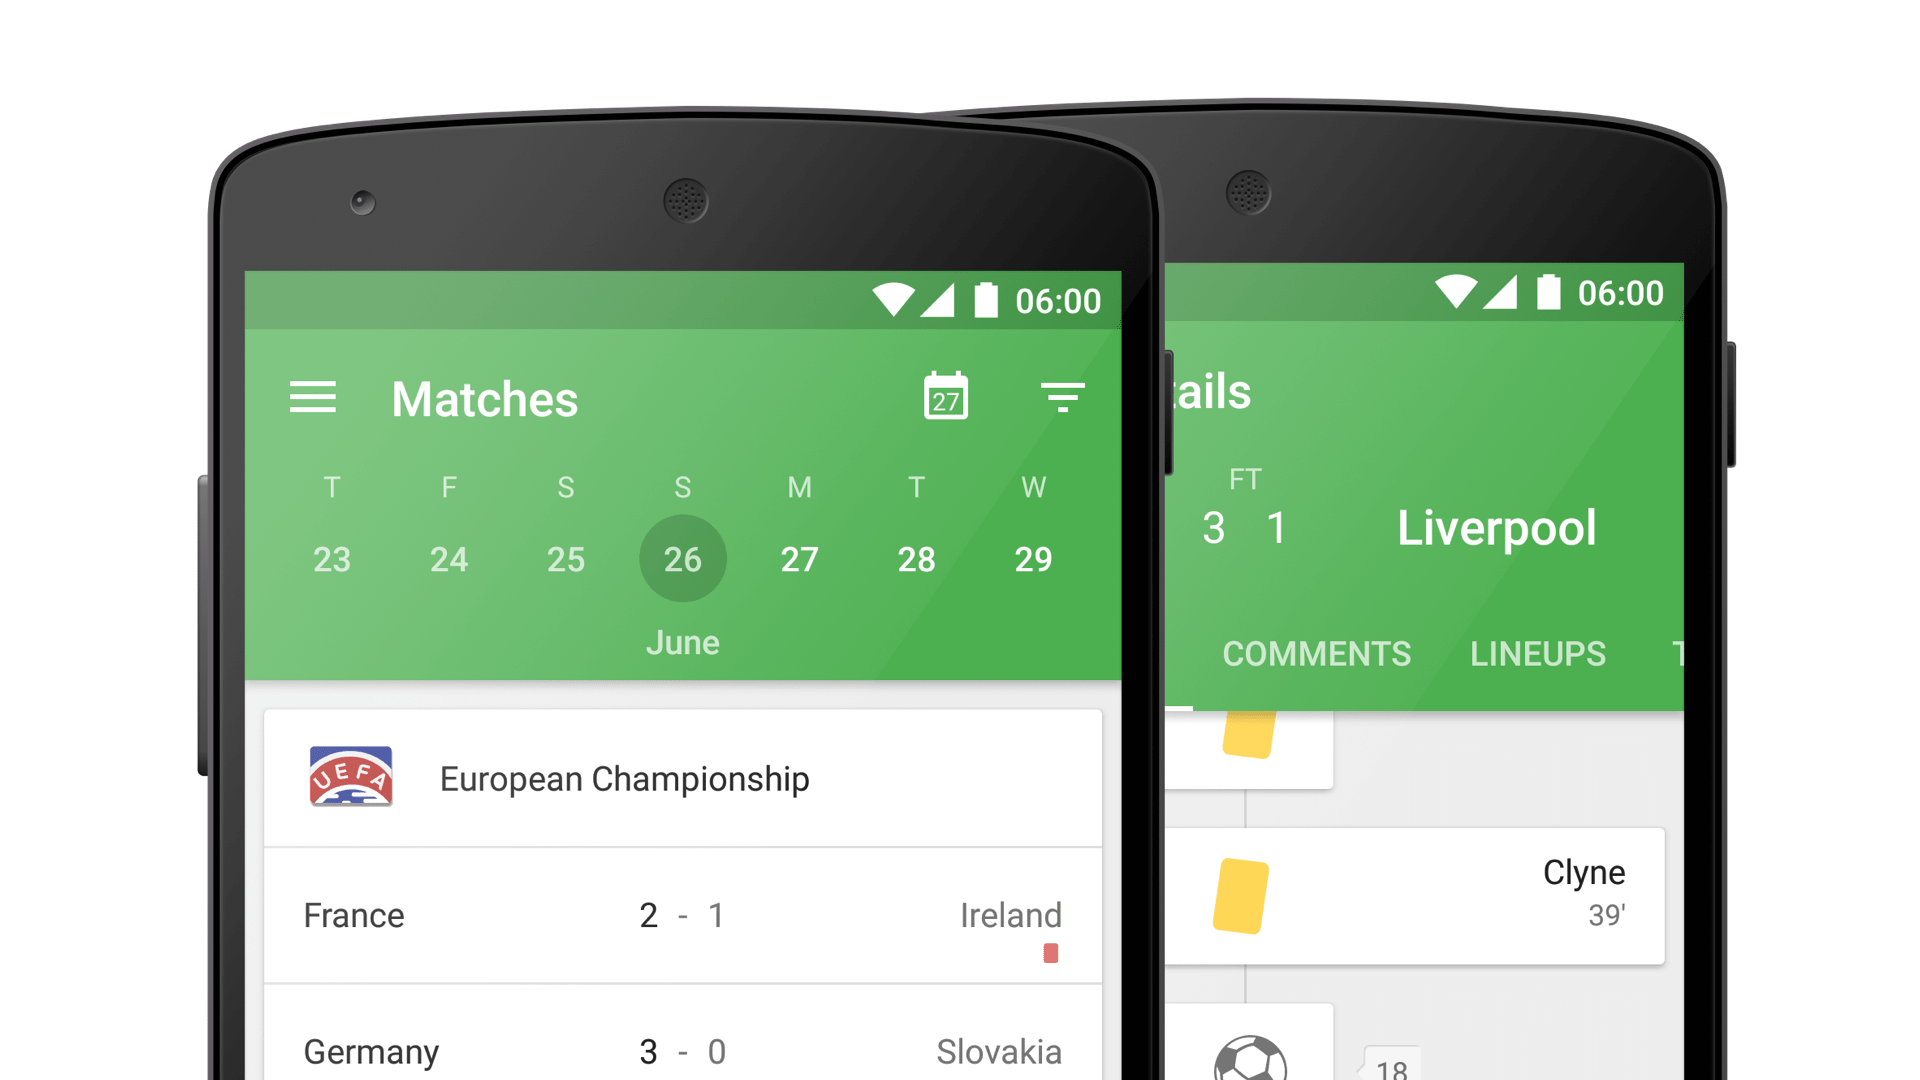 06:00
Matches
27
T F S S M T W
23 24 25 26 27 28 29
June
UEFA
European Championship
France 2 - 1 Ireland
Germany 3 - 0 Slovakia
06:00
tails
FT
3 1 Liverpool
COMMENTS LINEUPS T
Clyne
39'
18